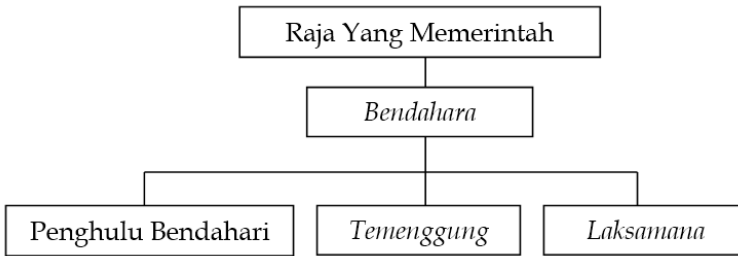 Raja Yang Memerintah
Bendahara
Penghulu Bendahari
Temenggung
Laksamana